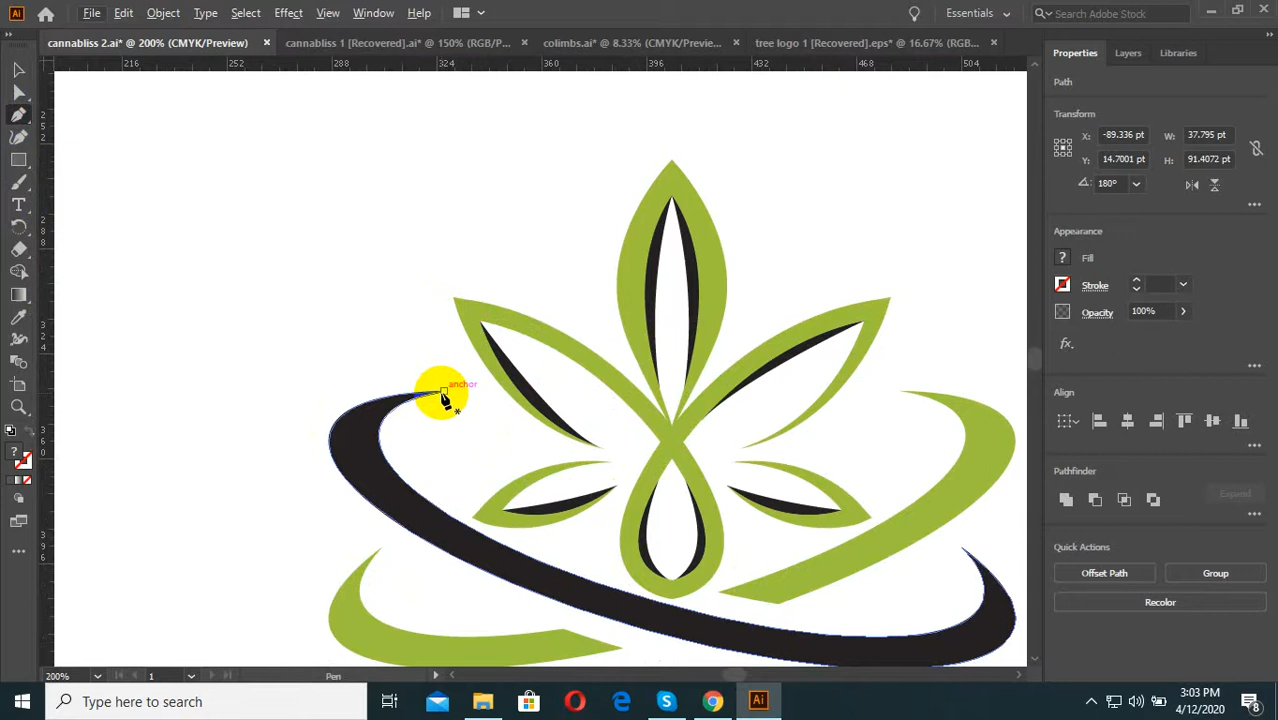 Ai File Edit Object Type Select Effect View Window Help Essentials Search Adobe Stock
cannabliss 2.ai* @ 200% (CMYK/Preview) × cannabliss 1 [Recovered].ai* @ 150% (RGB/P... × colimbs.ai* @ 8.33% (CMYK/Previe... × tree logo 1 [Recovered].eps* @ 16.67% (RGB... ×
216 252 288 324 360 396 432 468 504
Properties Layers Libraries
Path
Transform
X: -89.336 pt W: 37.795 pt
Y: 14.7001 pt H: 91.4072 pt
180°
Appearance
? Fill
Stroke
Opacity 100%
fx.
anchor
Align
Pathfinder
Expand
Quick Actions
Offset Path Group
Recolor
200% 1 Pen
Type here to search
Ai
3:03 PM
4/12/2020
8